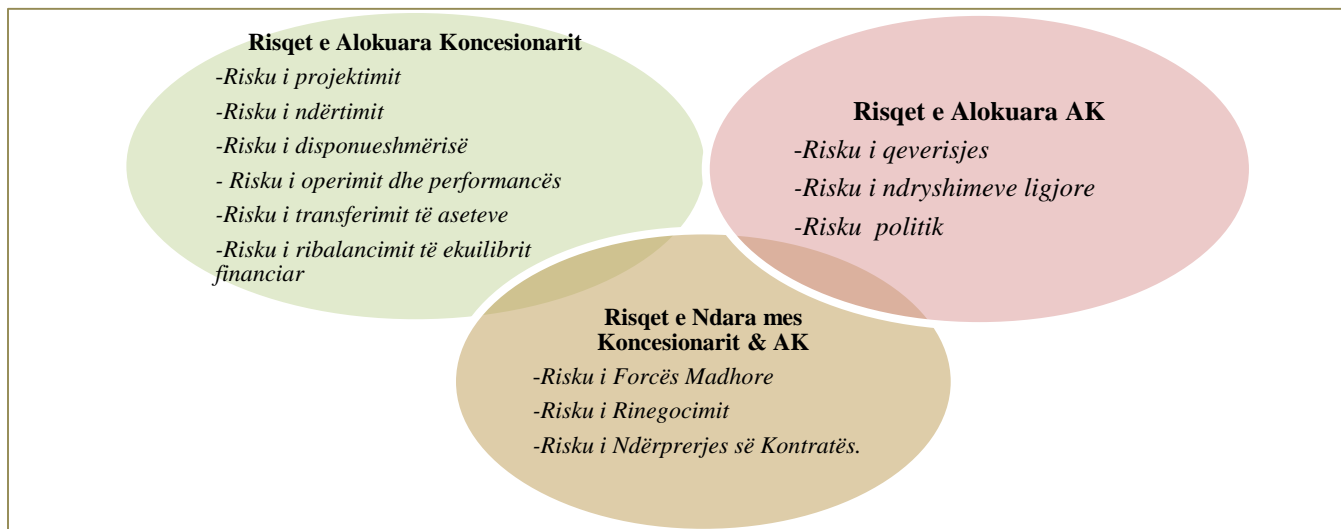 Risqet e Alokuara Koncesionarit
-Risku i projektimit
-Risku i ndërtimit
-Risku i disponueshmërisë
- Risku i operimit dhe performancës
-Risku i transferimit të aseteve
-Risku i ribalancimit të ekuilibrit
financiar
Risqet e Alokuara AK
-Risku i qeverisjes
-Risku i ndryshimeve ligjore
-Risku  politik
Risqet e Ndara mes
Koncesionarit & AK
-Risku i Forcës Madhore
-Risku i Rinegocimit
-Risku i Ndërprerjes së Kontratës.